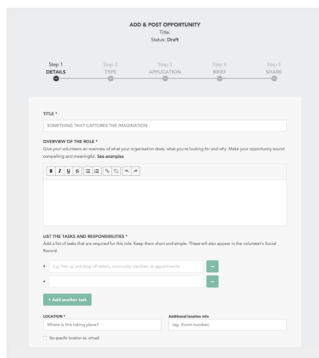 ADD & POST OPPORTUNITY
Title:
Status: Draft
Step 1 Step 2 Step 3 Step 4 Step 5
DETAILS TYPE APPLICATION BRIEF SHARE
TITLE *
SOMETHING THAT CAPTURES THE IMAGINATION
OVERVIEW OF THE ROLE *
Give your volunteers an overview of what your organisation does, what you're looking for and why. Make your opportunity sound
compelling and meaningful. See examples
B I U S
LIST THE TASKS AND RESPONSIBILITIES *
Add a list of tasks that are required for this role. Keep them short and simple. These will also appear in the volunteer's Social
Record.
E.g. Pick up and drop off elderly community members at appointments
+ Add another task
LOCATION * Additional location info
Where is this taking place? (eg. Room number)
No specific location (ie. virtual)